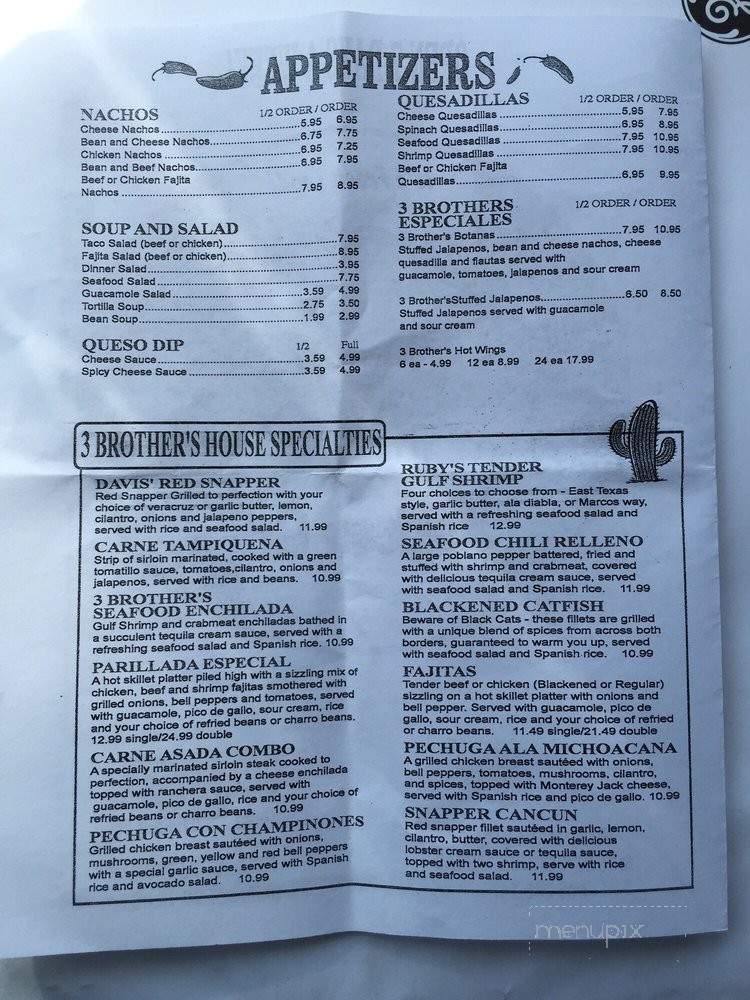 APPETIZERS
NACHOS 1/2 ORDER / ORDER
Cheese Nachos 5.95 6.95
Bean and Cheese Nachos 6.75 7.75
Chicken Nachos 6.95 7.25
Bean and Beef Nachos 6.95 7.95
Beef or Chicken Fajita
Nachos 7.95 8.95
SOUP AND SALAD
Taco Salad (beef or chicken) 7.95
Fajita Salad (beef or chicken) 8.95
Dinner Salad 3.95
Seafood Salad 7.75
Guacamole Salad 3.59 4.99
Tortilla Soup 2.75 3.50
Bean Soup 1.99 2.99
QUESO DIP 1/2 Full
Cheese Sauce 3.59 4.99
Spicy Cheese Sauce 3.59 4.99
QUESADILLAS 1/2 ORDER / ORDER
Cheese Quesadillas 5.95 7.95
Spinach Quesadillas 6.95 8.95
Seafood Quesadillas 7.95 10.95
Shrimp Quesadillas 7.95 10.95
Beef or Chicken Fajita
Quesadillas 6.95 9.95
3 BROTHERS 1/2 ORDER / ORDER
ESPECIALES
3 Brother's Botanas 7.95 10.95
Stuffed Jalapenos, bean and cheese nachos, cheese
quesadilla and flautas served with
guacamole, tomatoes, jalapenos and sour cream
3 Brother'sStuffed Jalapenos 6.50 8.50
Stuffed Jalapenos served with guacamole
and sour cream
3 Brother's Hot Wings
6 ea - 4.99 12 ea 8.99 24 ea 17.99
3 BROTHER'S HOUSE SPECIALTIES
DAVIS' RED SNAPPER
Red Snapper Grilled to perfection with your
choice of veracruz or garlic butter, lemon,
cilantro, onions and jalapeno peppers,
served with rice and seafood salad. 11.99
CARNE TAMPIQUENA
Strip of sirloin marinated, cooked with a green
tomatillo sauce, tomatoes,cilantro, onions and
jalapenos, served with rice and beans. 10.99
3 BROTHER'S
SEAFOOD ENCHILADA
Gulf Shrimp and crabmeat enchiladas bathed in
a succulent tequila cream sauce, served with a
refreshing seafood salad and Spanish rice. 10.99
PARILLADA ESPECIAL
A hot skillet platter piled high with a sizzling mix of
chicken, beef and shrimp fajitas smothered with
grilled onions, bell peppers and tomatoes, served
with guacamole, pico de gallo, sour cream, rice
and your choice of refried beans or charro beans.
12.99 single/24.99 double
CARNE ASADA COMBO
A specially marinated sirloin steak cooked to
perfection, accompanied by a cheese enchilada
topped with ranchera sauce, served with
guacamole, pico de gallo, rice and your choice of
refried beans or charro beans. 10.99
PECHUGA CON CHAMPINONES
Grilled chicken breast sautéed with onions,
mushrooms, green, yellow and red bell peppers
with a special garlic sauce, served with Spanish
rice and avocado salad. 10.99
RUBY'S TENDER
GULF SHRIMP
Four choices to choose from - East Texas
style, garlic butter, ala diabla, or Marcos way,
served with a refreshing seafood salad and
Spanish rice 12.99
SEAFOOD CHILI RELLENO
A large poblano pepper battered, fried and
stuffed with shrimp and crabmeat, covered
with delicious tequila cream sauce, served
with seafood salad and Spanish rice. 11.99
BLACKENED CATFISH
Beware of Black Cats - these fillets are grilled
with a unique blend of spices from across both
borders, guaranteed to warm you up, served
with seafood salad and Spanish rice. 10.99
FAJITAS
Tender beef or chicken (Blackened or Regular)
sizzling on a hot skillet platter with onions and
bell pepper. Served with guacamole, pico de
gallo, sour cream, rice and your choice of refried
or charro beans. 11.49 single/21.49 double
PECHUGA ALA MICHOACANA
A grilled chicken breast sautéed with onions,
bell peppers, tomatoes, mushrooms, cilantro,
and spices, topped with Monterey Jack cheese,
served with Spanish rice and pico de gallo. 10.99
SNAPPER CANCUN
Red snapper fillet sautéed in garlic, lemon,
cilantro, butter, covered with delicious
lobster cream sauce or tequila sauce,
topped with two shrimp, serve with rice
and seafood salad. 11.99
menupix